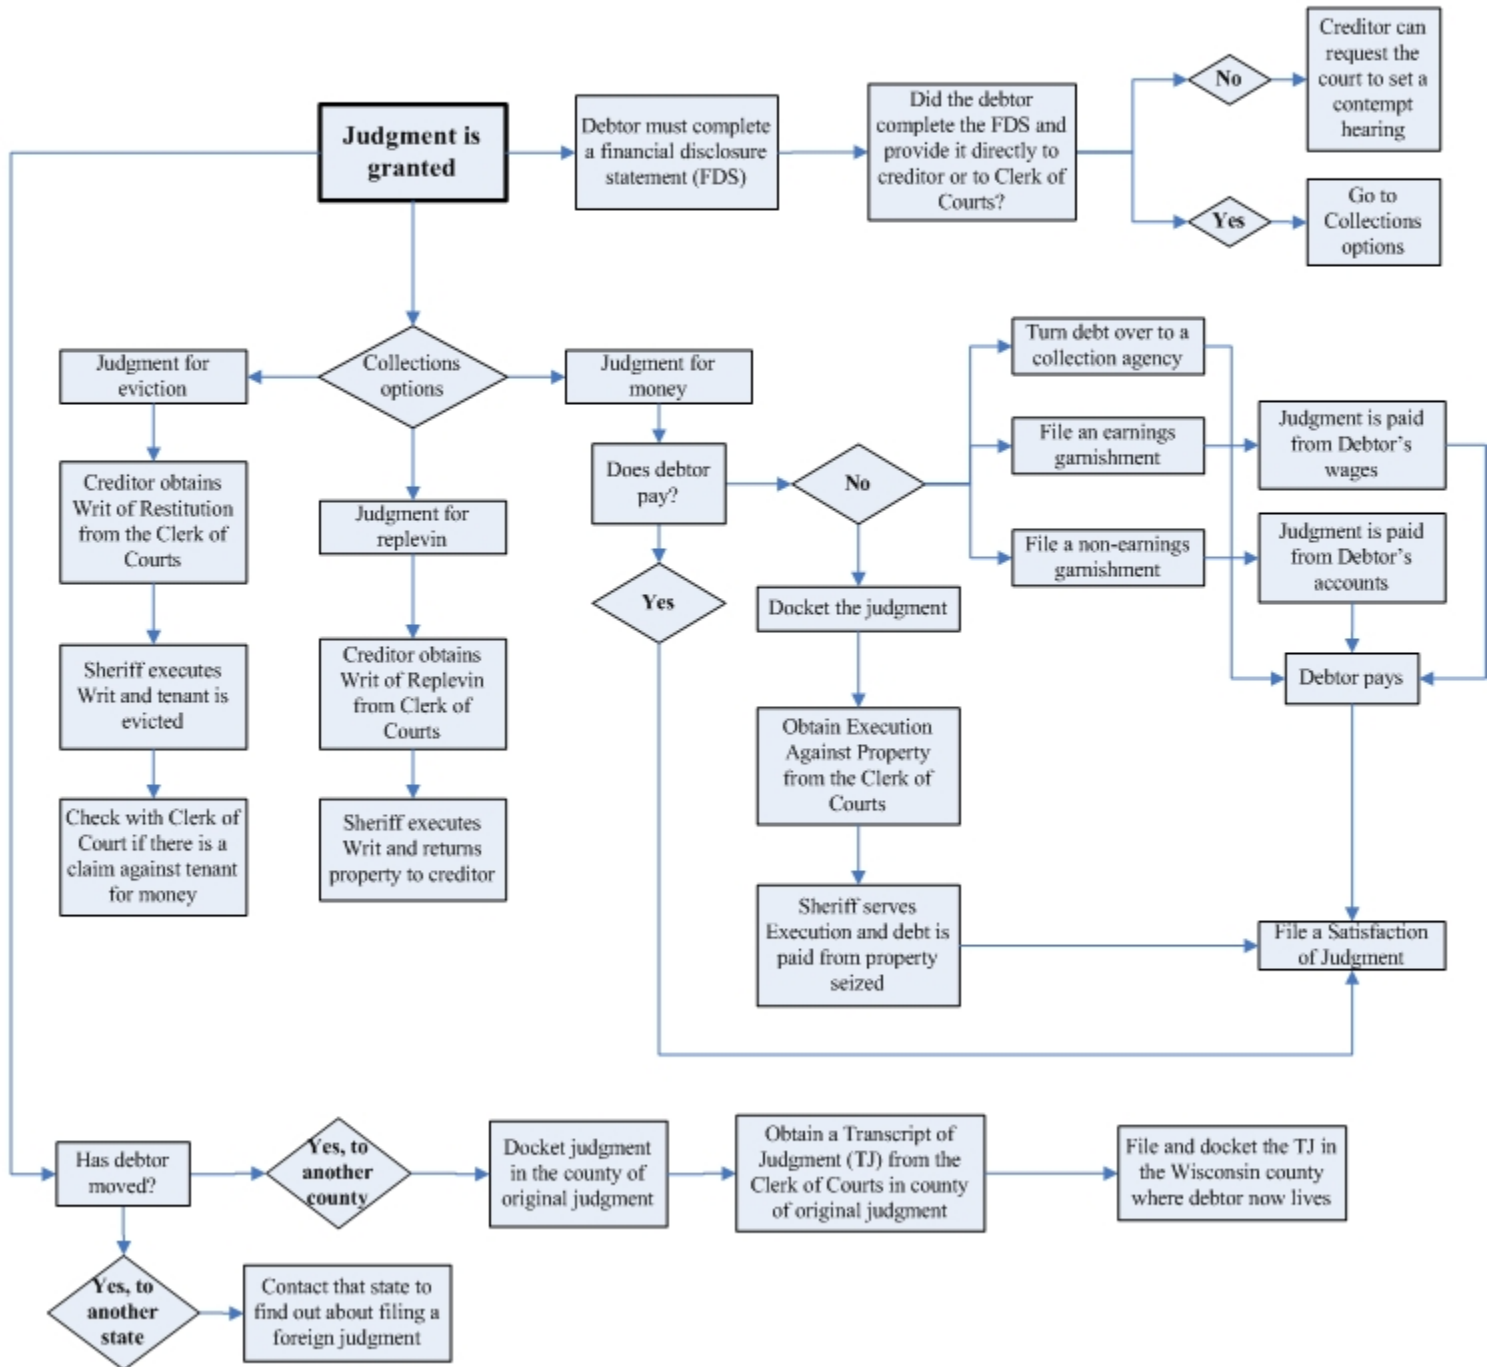 Judgment is
granted
Debtor must complete
a financial disclosure
statement (FDS)
Did the debtor
complete the FDS and
provide it directly to
creditor or to Clerk of
Courts?
No
Creditor can
request the
court to set a
contempt
hearing
Yes
Go to
Collections
options
Judgment for
eviction
Collections
options
Judgment for
money
Creditor obtains
Writ of Restitution
from the Clerk of
Courts
Sheriff executes
Writ and tenant is
evicted
Check with Clerk of
Court if there is a
claim against tenant
for money
Judgment for
replevin
Creditor obtains
Writ of Replevin
from Clerk of
Courts
Sheriff executes
Writ and returns
property to creditor
Does debtor
pay?
Yes
No
Docket the judgment
Obtain Execution
Against Property
from the Clerk of
Courts
Sheriff serves
Execution and debt is
paid from property
seized
Turn debt over to a
collection agency
File an earnings
garnishment
File a non-earnings
garnishment
Judgment is paid
from Debtor's
wages
Judgment is paid
from Debtor's
accounts
Debtor pays
File a Satisfaction
of Judgment
Has debtor
moved?
Yes, to
another
county
Docket judgment
in the county of
original judgment
Obtain a Transcript of
Judgment (TJ) from the
Clerk of Courts in county
of original judgment
File and docket the TJ in
the Wisconsin county
where debtor now lives
Yes, to
another
state
Contact that state to
find out about filing a
foreign judgment